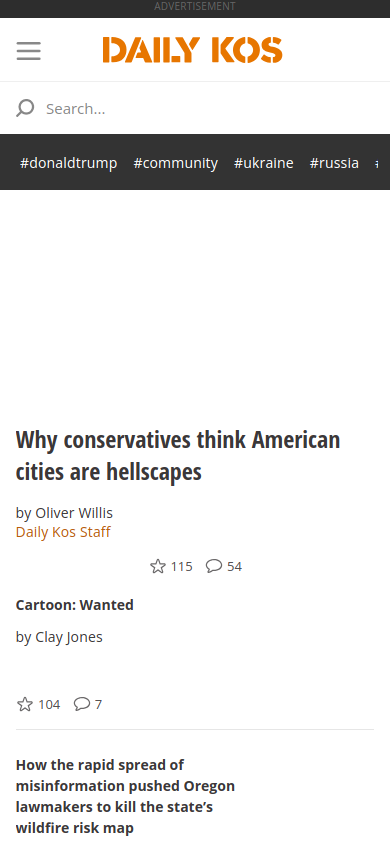 ADVERTISEMENT
DAILY KOS
Search...
#donaldtrump #community #ukraine #russia
Why conservatives think American
cities are hellscapes
by Oliver Willis
Daily Kos Staff
115 54
Cartoon: Wanted
by Clay Jones
104 7
How the rapid spread of
misinformation pushed Oregon
lawmakers to kill the state’s
wildfire risk map